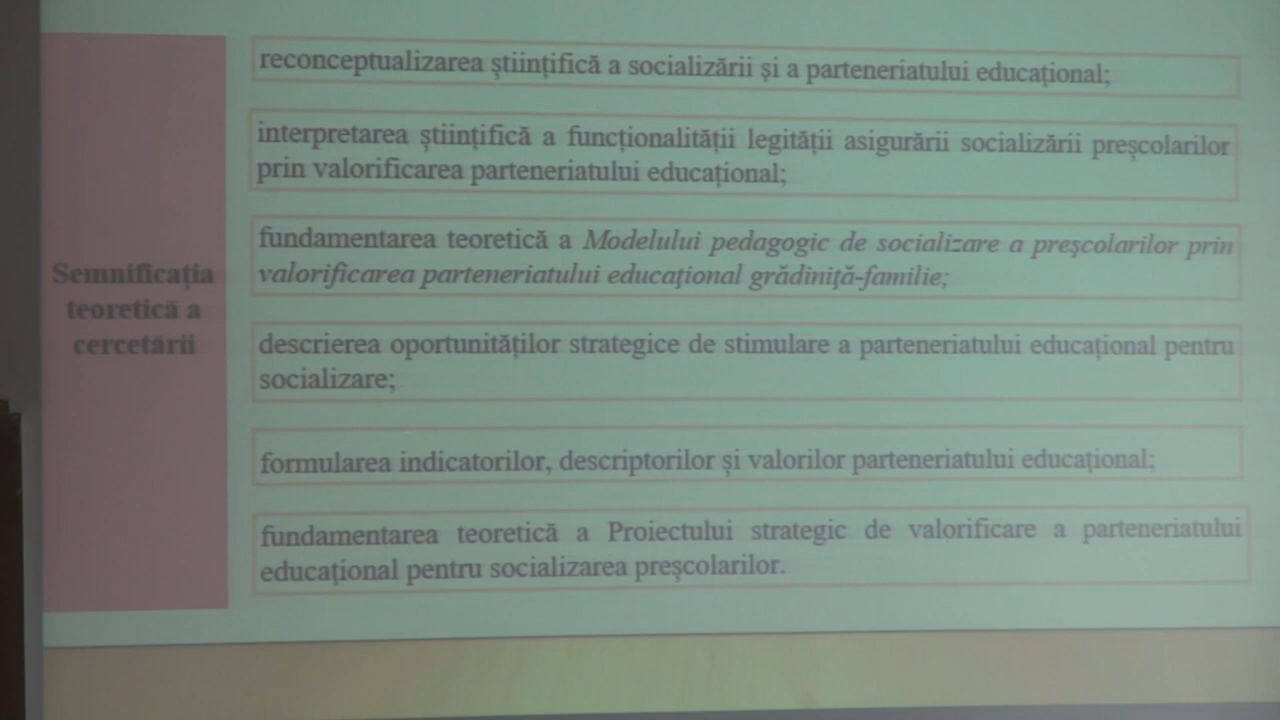 Semnificația
teoretică a
cercetării
reconceptualizarea științifică a socializării și a parteneriatului educațional;
interpretarea științifică a funcționalității legității asigurării socializării preșcolarilor
prin valorificarea parteneriatului educațional;
fundamentarea teoretică a Modelului pedagogic de socializare a preşcolarilor prin
valorificarea parteneriatului educaţional grădiniţă-familie;
descrierea oportunităților strategice de stimulare a parteneriatului educațional pentru
socializare;
formularea indicatorilor, descriptorilor și valorilor parteneriatului educațional;
fundamentarea teoretică a Proiectului strategic de valorificare a parteneriatului
educațional pentru socializarea preșcolarilor.